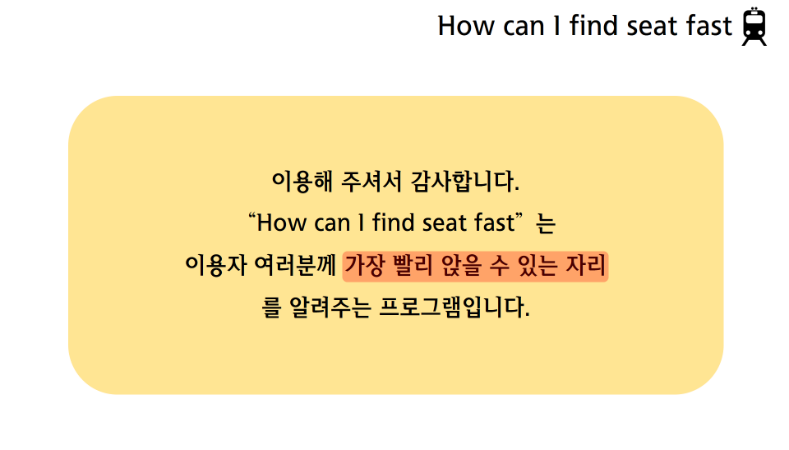 How can I find seat fast
이용해 주셔서 감사합니다.
“How can I find seat fast” 는
이용자 여러분께 가장 빨리 앉을 수 있는 자리
를 알려주는 프로그램입니다.